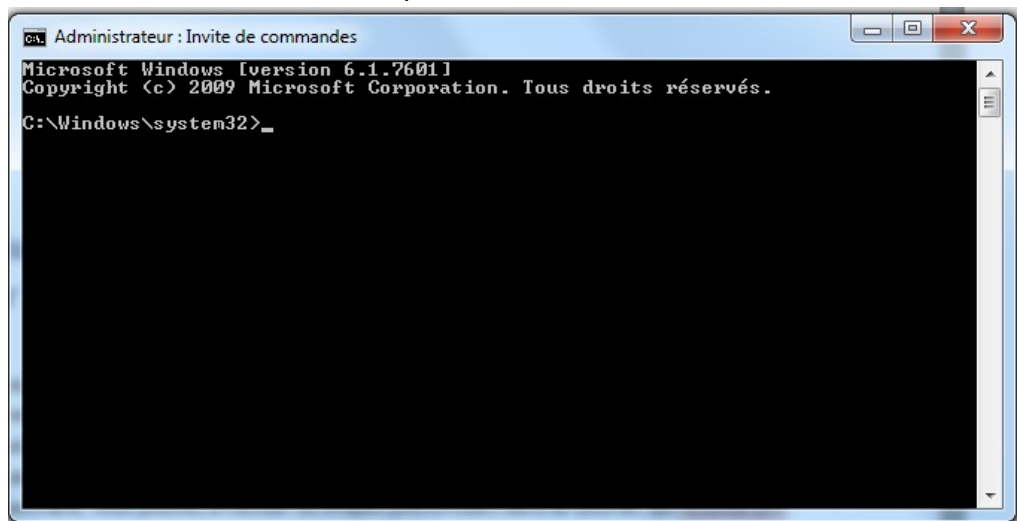 C:\. Administrateur : Invite de commandes
Microsoft Windows [version 6.1.7601]
Copyright (c) 2009 Microsoft Corporation. Tous droits réservés.
C:\Windows\system32>_